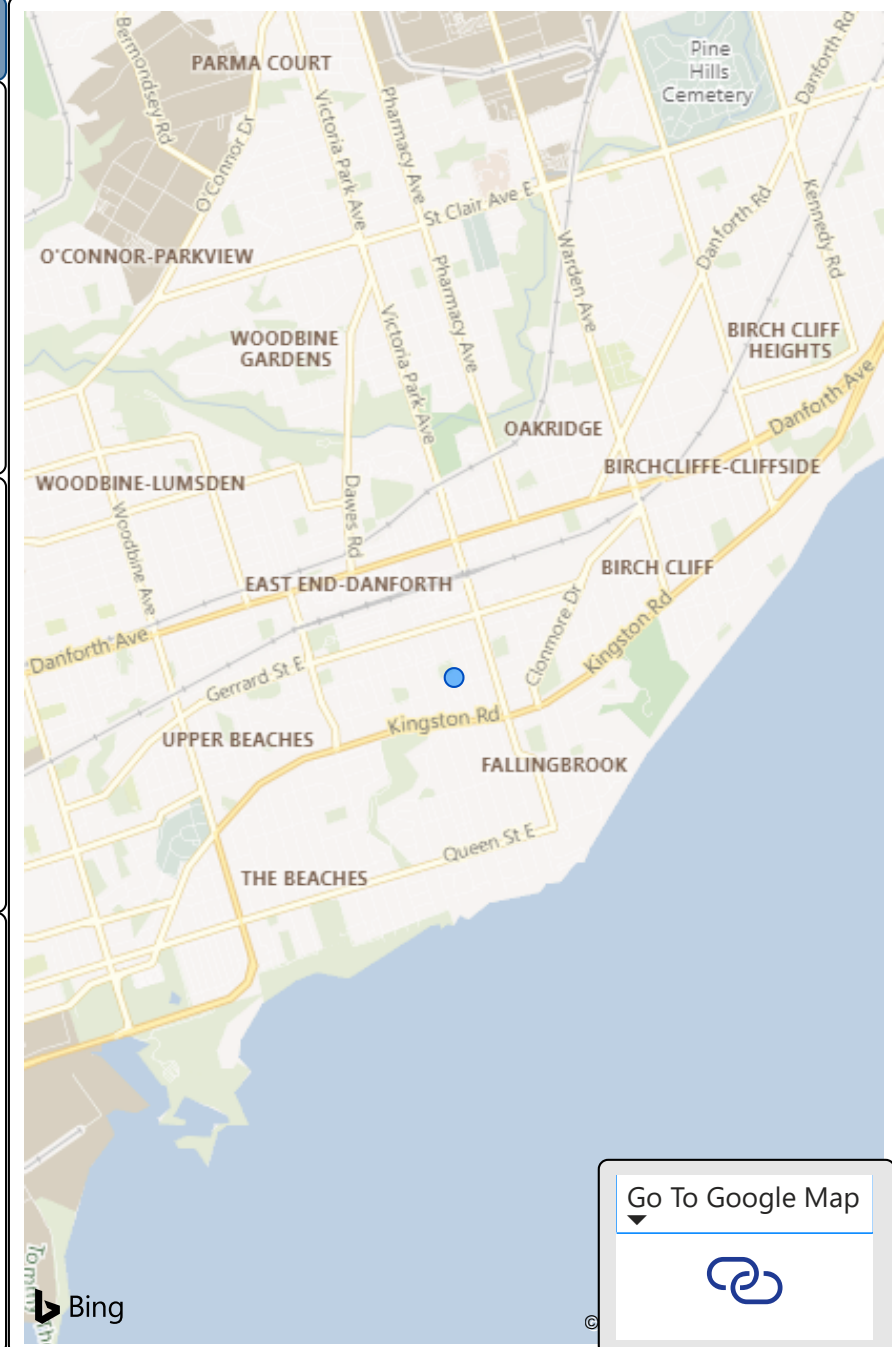 Bermondsey Rd
PARMA COURT
Pine
Hills
Cemetery
Danforth Rd
O'Connor Dr
Victoria Park Ave
Pharmacy Ave
St Clair Ave E
Danforth Rd
Kennedy Rd
O'CONNOR-PARKVIEW
Warden Ave
Pharmacy Ave
WOODBINE
GARDENS
Victoria Park Ave
BIRCH CLIFF
HEIGHTS
Danforth Ave
OAKRIDGE
BIRCHCLIFFE-CLIFFSIDE
WOODBINE-LUMSDEN
Dawes Rd
Woodbine Ave
EAST END-DANFORTH
BIRCH CLIFF
Clonmore Dr
Kingston Rd
Danforth Ave
Gerrard St E
Kingston Rd
UPPER BEACHES
FALLINGBROOK
Queen St E
THE BEACHES
Go To Google Map
Bing
©